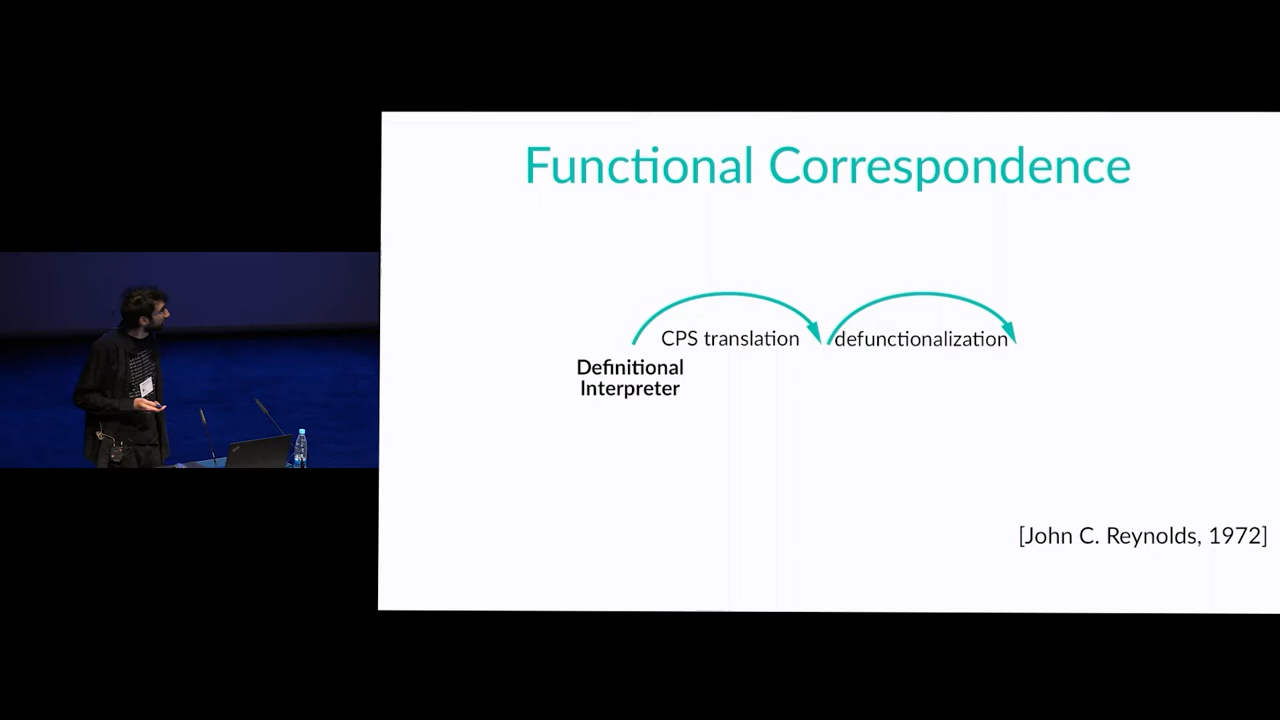 Functional Correspondence
CPS translation
defunctionalization
Definitional
Interpreter
[John C. Reynolds, 1972]